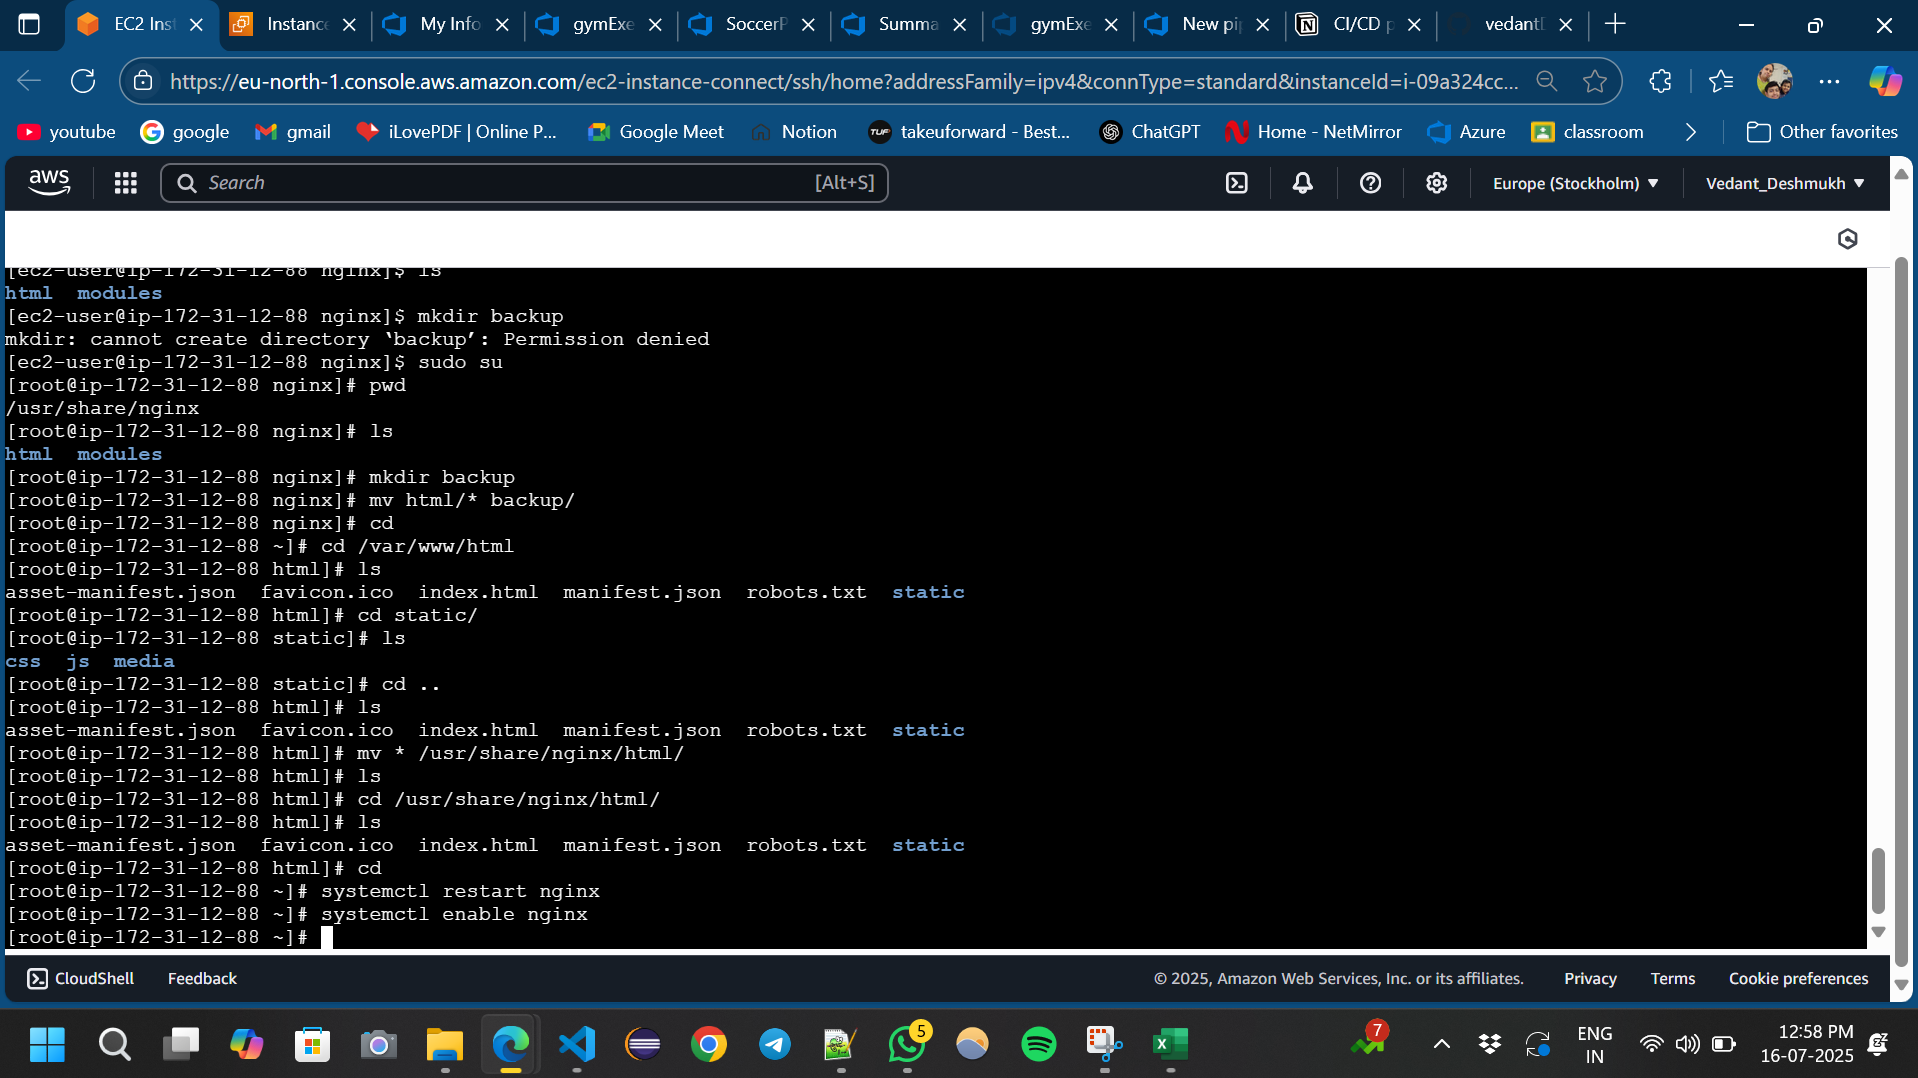 EC2 Inst
Instance
My Info
gymExe
SoccerP
Summa
gymExe
New pip
CI/CD p
vedantD
https://eu-north-1.console.aws.amazon.com/ec2-instance-connect/ssh/home?addressFamily=ipv4&connType=standard&instanceId=i-09a324cc...
youtube
google
gmail
iLovePDF | Online P...
Google Meet
Notion
TUF
takeuforward - Best...
ChatGPT
Home - NetMirror
Azure
classroom
Other favorites
aws
Search
[Alt+S]
Europe (Stockholm)
Vedant_Deshmukh
[ec2-user@ip-172-31-12-88 nginx]$ ls
html  modules
[ec2-user@ip-172-31-12-88 nginx]$ mkdir backup
mkdir: cannot create directory ‘backup’: Permission denied
[ec2-user@ip-172-31-12-88 nginx]$ sudo su
[root@ip-172-31-12-88 nginx]# pwd
/usr/share/nginx
[root@ip-172-31-12-88 nginx]# ls
html  modules
[root@ip-172-31-12-88 nginx]# mkdir backup
[root@ip-172-31-12-88 nginx]# mv html/* backup/
[root@ip-172-31-12-88 nginx]# cd
[root@ip-172-31-12-88 ~]# cd /var/www/html
[root@ip-172-31-12-88 html]# ls
asset-manifest.json  favicon.ico  index.html  manifest.json  robots.txt  static
[root@ip-172-31-12-88 html]# cd static/
[root@ip-172-31-12-88 static]# ls
css  js  media
[root@ip-172-31-12-88 static]# cd ..
[root@ip-172-31-12-88 html]# ls
asset-manifest.json  favicon.ico  index.html  manifest.json  robots.txt  static
[root@ip-172-31-12-88 html]# mv * /usr/share/nginx/html/
[root@ip-172-31-12-88 html]# ls
[root@ip-172-31-12-88 html]# cd /usr/share/nginx/html/
[root@ip-172-31-12-88 html]# ls
asset-manifest.json  favicon.ico  index.html  manifest.json  robots.txt  static
[root@ip-172-31-12-88 html]# cd
[root@ip-172-31-12-88 ~]# systemctl restart nginx
[root@ip-172-31-12-88 ~]# systemctl enable nginx
[root@ip-172-31-12-88 ~]#
CloudShell
Feedback
© 2025, Amazon Web Services, Inc. or its affiliates.
Privacy
Terms
Cookie preferences
5
7
ENG
IN
12:58 PM
16-07-2025